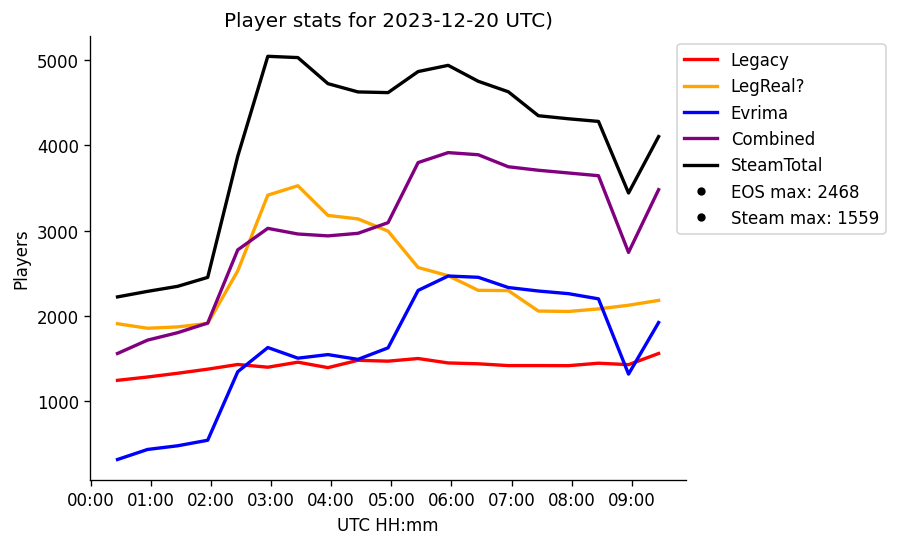 Player stats for 2023-12-20 UTC)
5000
4000
3000
2000
1000
Players
00:00 01:00 02:00 03:00 04:00 05:00 06:00 07:00 08:00 09:00
UTC HH:mm
Legacy
LegReal?
Evrima
Combined
SteamTotal
EOS max: 2468
Steam max: 1559